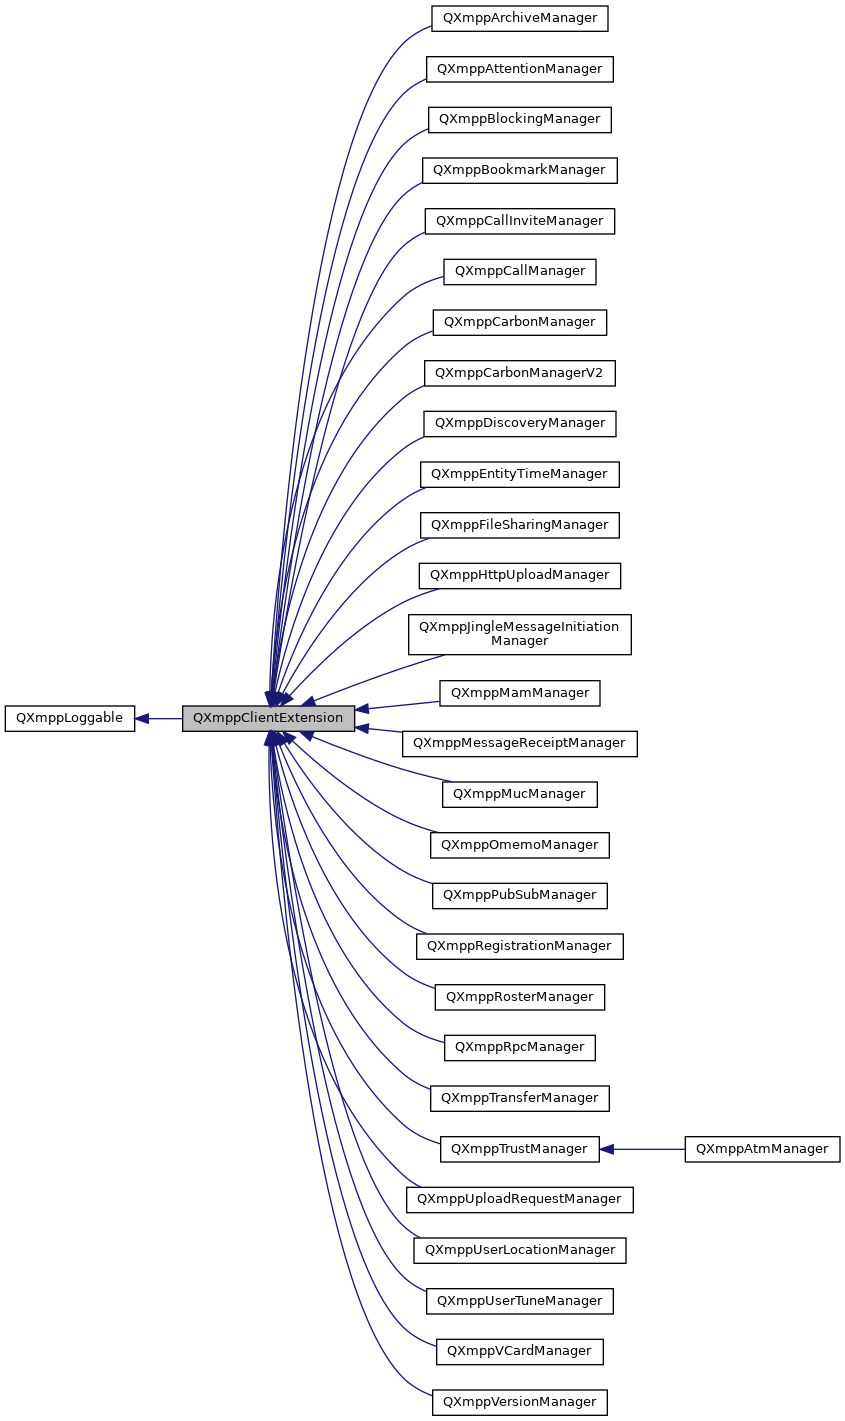 QXmppArchiveManager
QXmppAttentionManager
QXmppBlockingManager
QXmppBookmarkManager
QXmppCallInviteManager
QXmppCallManager
QXmppCarbonManager
QXmppCarbonManagerV2
QXmppDiscoveryManager
QXmppEntityTimeManager
QXmppFileSharingManager
QXmppHttpUploadManager
QXmppJingleMessageInitiation
Manager
QXmppMamManager
QXmppLoggable
QXmppClientExtension
QXmppMessageReceiptManager
QXmppMucManager
QXmppOmemoManager
QXmppPubSubManager
QXmppRegistrationManager
QXmppRosterManager
QXmppRpcManager
QXmppTransferManager
QXmppTrustManager
QXmppAtmManager
QXmppUploadRequestManager
QXmppUserLocationManager
QXmppUserTuneManager
QXmppVCardManager
QXmppVersionManager